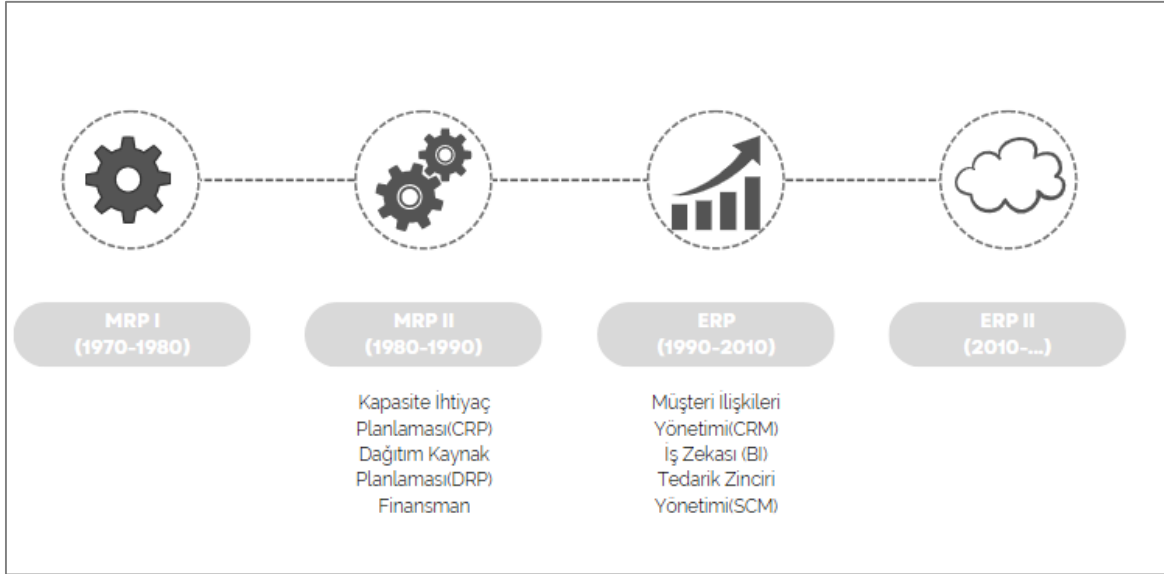 MRP I
(1970-1980)
MRP II
(1980-1990)
ERP
(1990-2010)
ERP II
(2010-...)
Kapasite İhtiyaç
Planlaması(CRP)
Dağıtım Kaynak
Planlaması(DRP)
Finansman
Müşteri İlişkileri
Yönetimi(CRM)
İş Zekası (BI)
Tedarik Zinciri
Yönetimi(SCM)